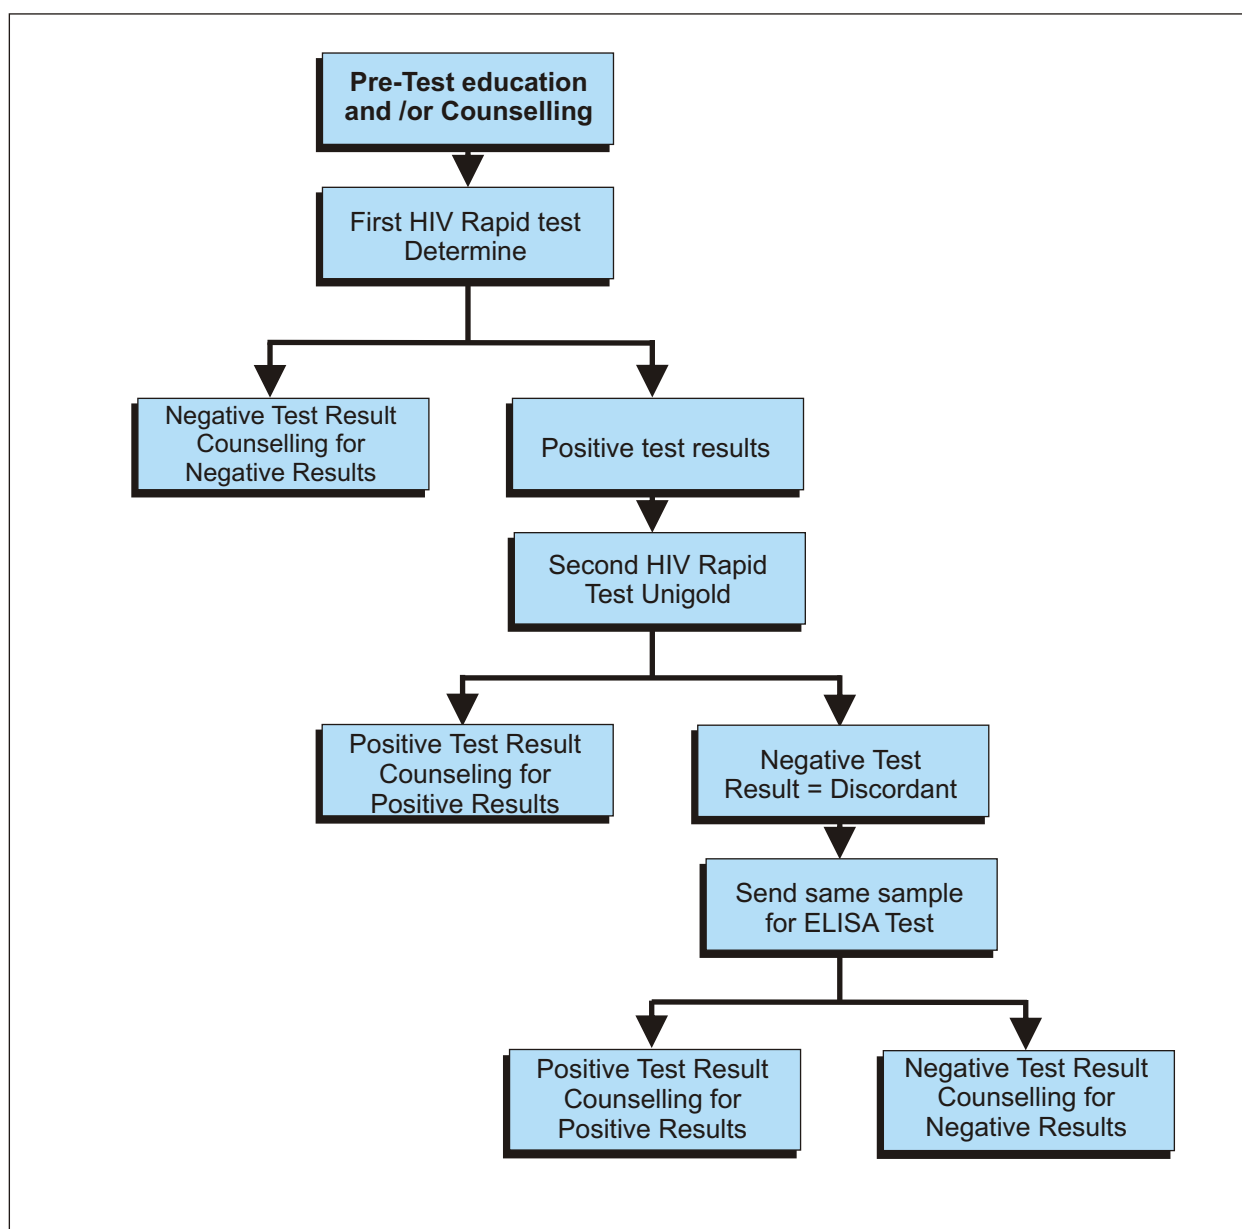 Pre-Test education
and /or Counselling
First HIV Rapid test
Determine
Negative Test Result
Counselling for
Negative Results
Positive test results
Second HIV Rapid
Test Unigold
Positive Test Result
Counseling for
Positive Results
Negative Test
Result = Discordant
Send same sample
for ELISA Test
Positive Test Result
Counselling for
Positive Results
Negative Test Result
Counselling for
Negative Results